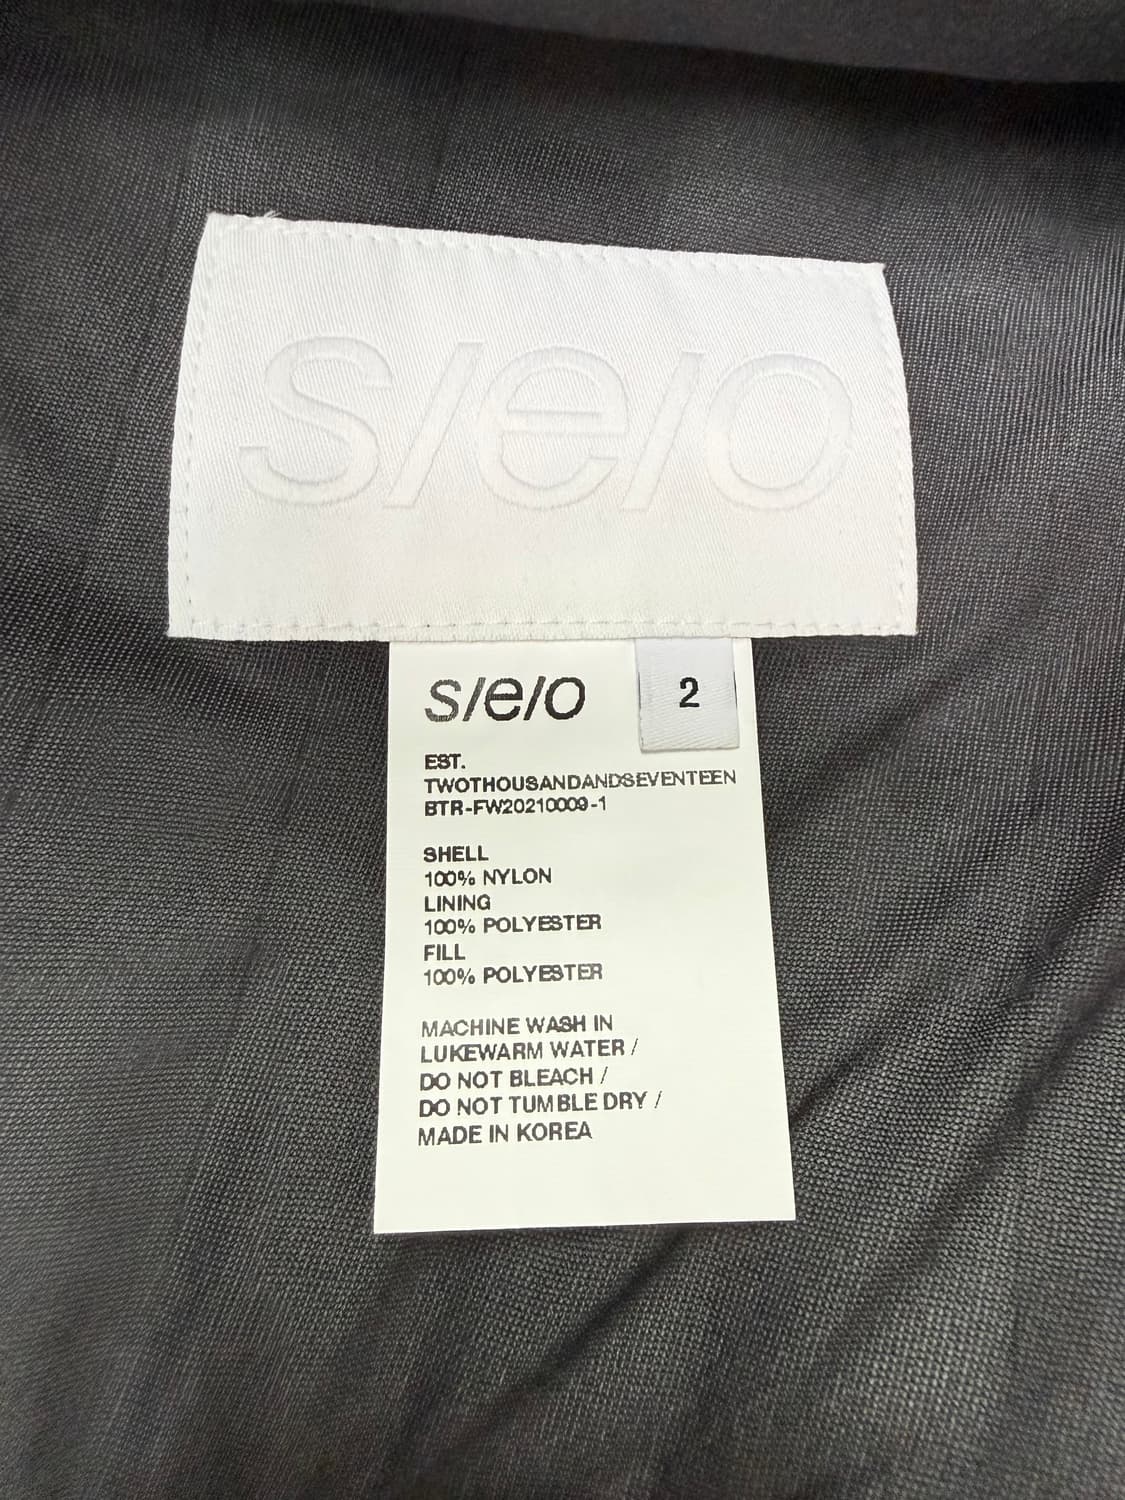 s/e/o
s/e/o
2
EST.
TWOTHOUSANDANDSEVENTEEN
BTR-FW20210009-1
SHELL
100% NYLON
LINING
100% POLYESTER
FILL
100% POLYESTER
MACHINE WASH IN
LUKEWARM WATER /
DO NOT BLEACH /
DO NOT TUMBLE DRY /
MADE IN KOREA